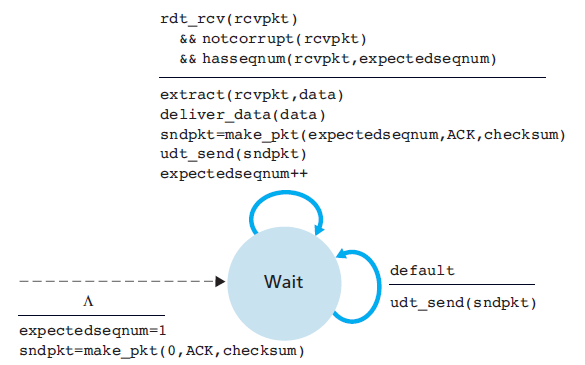 rdt_rcv(rcvpkt)
&& notcorrupt(rcvpkt)
&& hasseqnum(rcvpkt,expectedseqnum)
extract(rcvpkt,data)
deliver_data(data)
sndpkt=make_pkt(expectedseqnum,ACK,checksum)
udt_send(sndpkt)
expectedseqnum++
Wait
default
udt_send(sndpkt)
Λ
expectedseqnum=1
sndpkt=make_pkt(0,ACK,checksum)